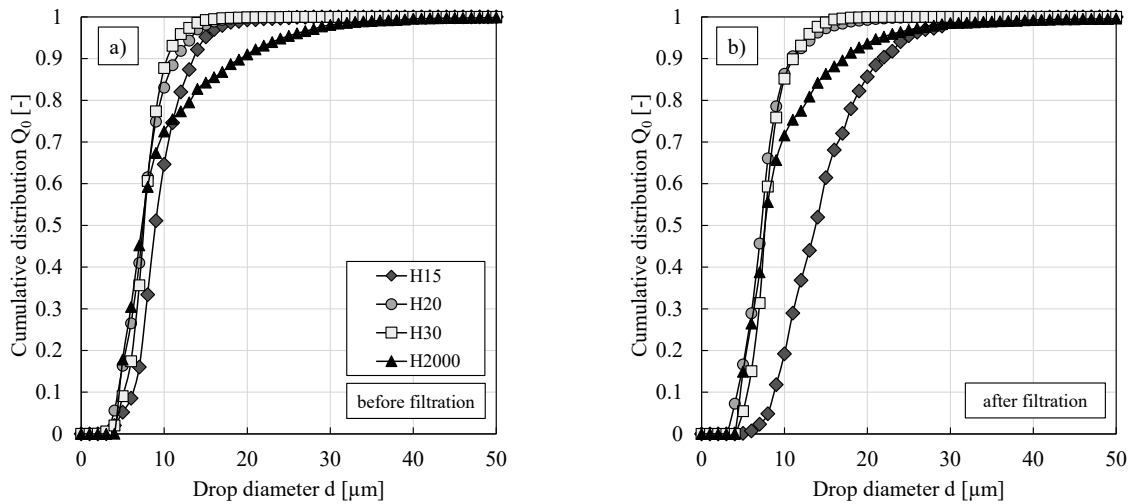 a)
Cumulative distribution Q0 [-]
1
0.9
0.8
0.7
0.6
0.5
0.4
0.3
0.2
0.1
0
H15
H20
H30
H2000
before filtration
0 10 20 30 40 50
Drop diameter d [µm]
b)
Cumulative distribution Q0 [-]
1
0.9
0.8
0.7
0.6
0.5
0.4
0.3
0.2
0.1
0
after filtration
0 10 20 30 40 50
Drop diameter d [µm]